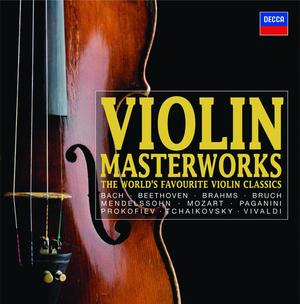 DECCA
VIOLIN
MASTERWORKS
THE WORLD'S FAVOURITE VIOLIN CLASSICS
BACH · BEETHOVEN · BRAHMS · BRUCH
MENDELSSOHN · MOZART · PAGANINI
PROKOFIEV · TCHAIKOVSKY · VIVALDI